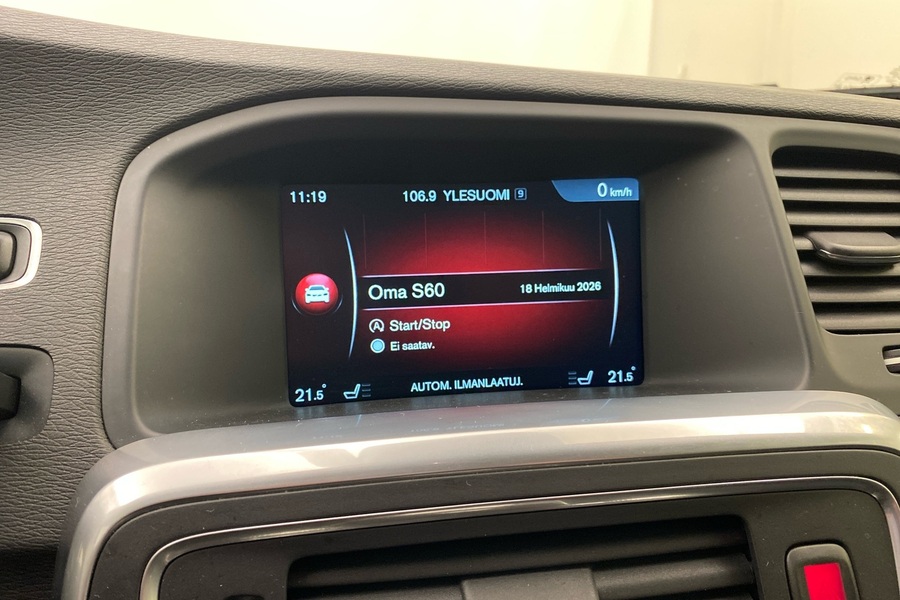 11:19 106.9 YLESUOMI 9 0 km/h
Oma S60 18 Helmikuu 2026
A Start/Stop
Ei saatav.
21.5° AUTOM. ILMANLAATUJ. 21.5°